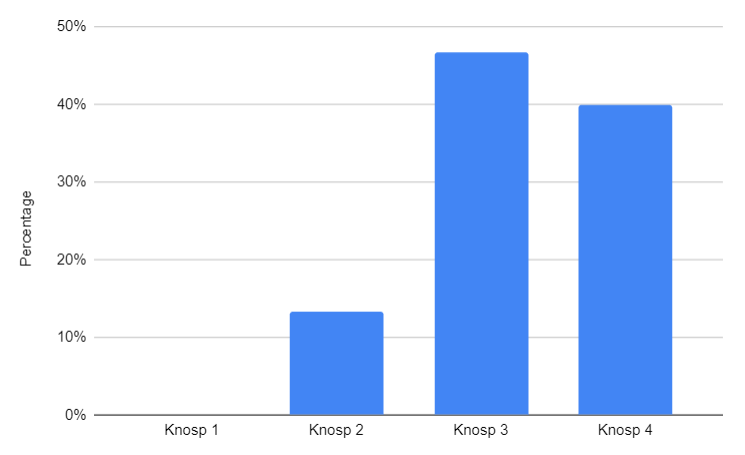 50%
40%
30%
20%
10%
0%
Percentage
Knosp 1
Knosp 2
Knosp 3
Knosp 4